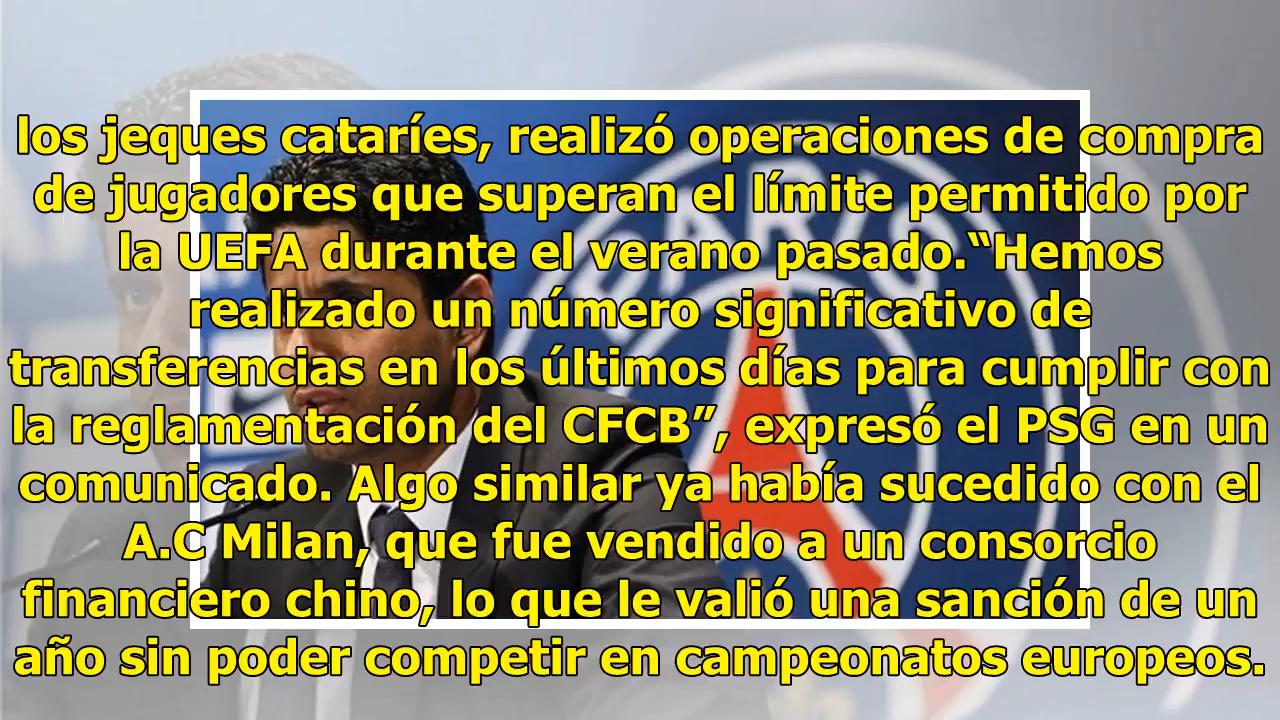 los jeques cataríes, realizó operaciones de compra
de jugadores que superan el límite permitido por
la UEFA durante el verano pasado.“Hemos
realizado un número significativo de
transferencias en los últimos días para cumplir con
la reglamentación del CFCB”, expresó el PSG en un
comunicado. Algo similar ya había sucedido con el
A.C Milan, que fue vendido a un consorcio
financiero chino, lo que le valió una sanción de un
año sin poder competir en campeonatos europeos.
PARIS